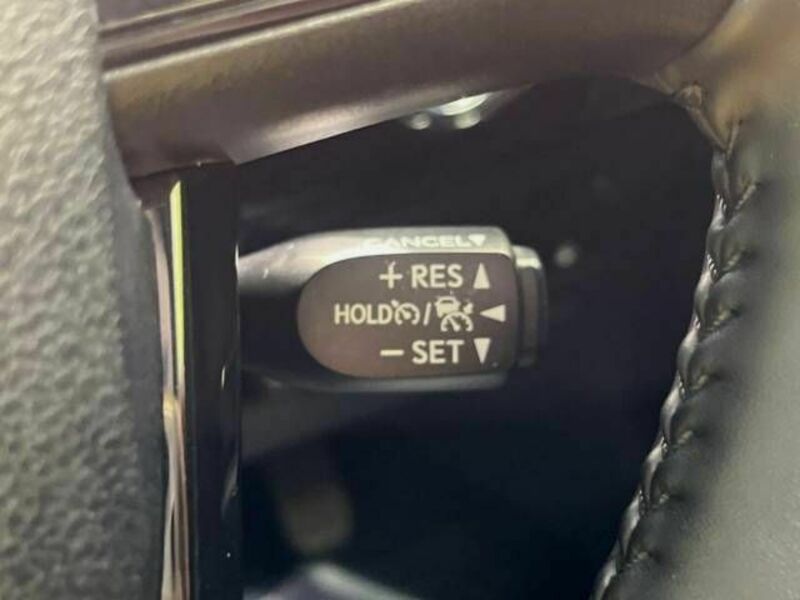 CANCEL▼
+ RES ▲
HOLD / ◀
− SET ▼